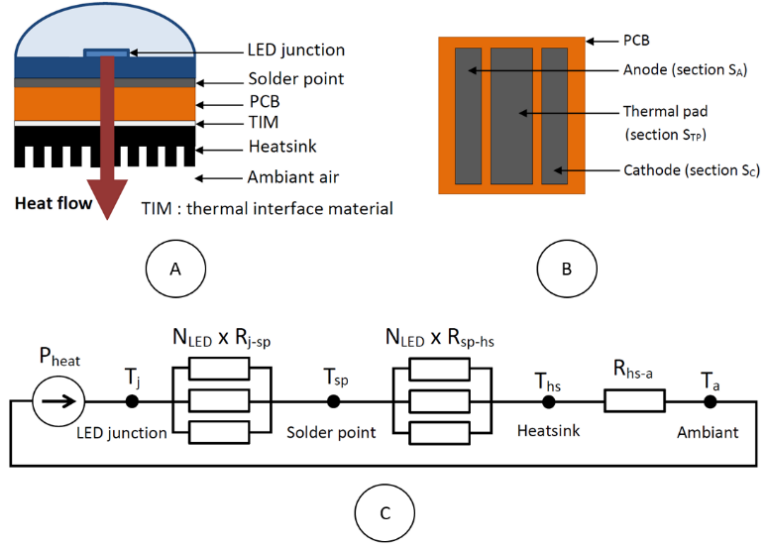 LED junction
Solder point
PCB
TIM
Heatsink
Ambiant air
Heat flow
TIM : thermal interface material
A
PCB
Anode (section SA)
Thermal pad
(section STP)
Cathode (section SC)
B
Pheat
Tj
NLED x Rj-sp
Tsp
NLED x Rsp-hs
Ths
Rhs-a
Ta
LED junction
Solder point
Heatsink
Ambiant
C